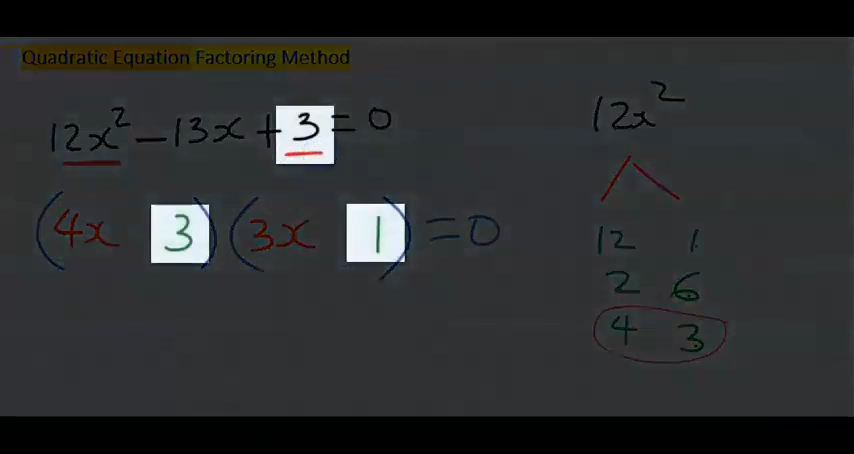 Quadratic Equation Factoring Method
12x² – 13x + 3 = 0
12x²
(4x 3)(3x 1) = 0
12 1
2 6
4 3